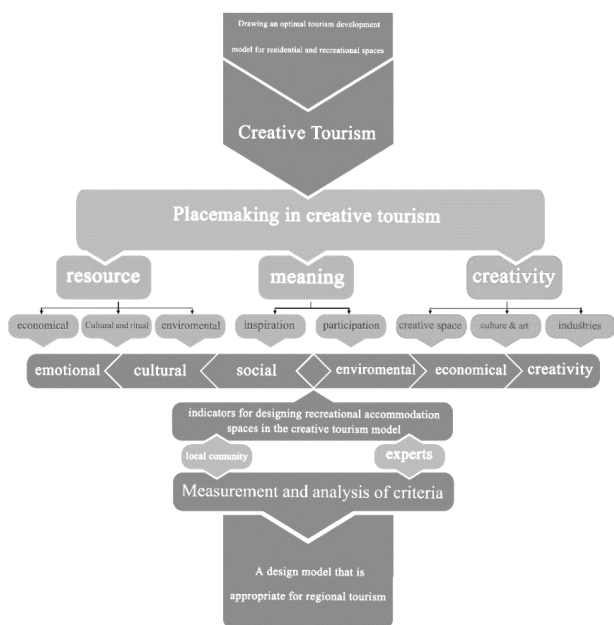 Drawing an optimal tourism development
model for residential and recreational spaces
Creative Tourism
Placemaking in creative tourism
resource
meaning
creativity
economical
Cultural and ritual
enviromental
inspiration
participation
creative space
culture & art
industries
emotional
cultural
social
enviromental
economical
creativity
indicators for designing recreational accommodation
spaces in the creative tourism model
local comunity
experts
Measurement and analysis of criteria
A design model that is
appropriate for regional tourism